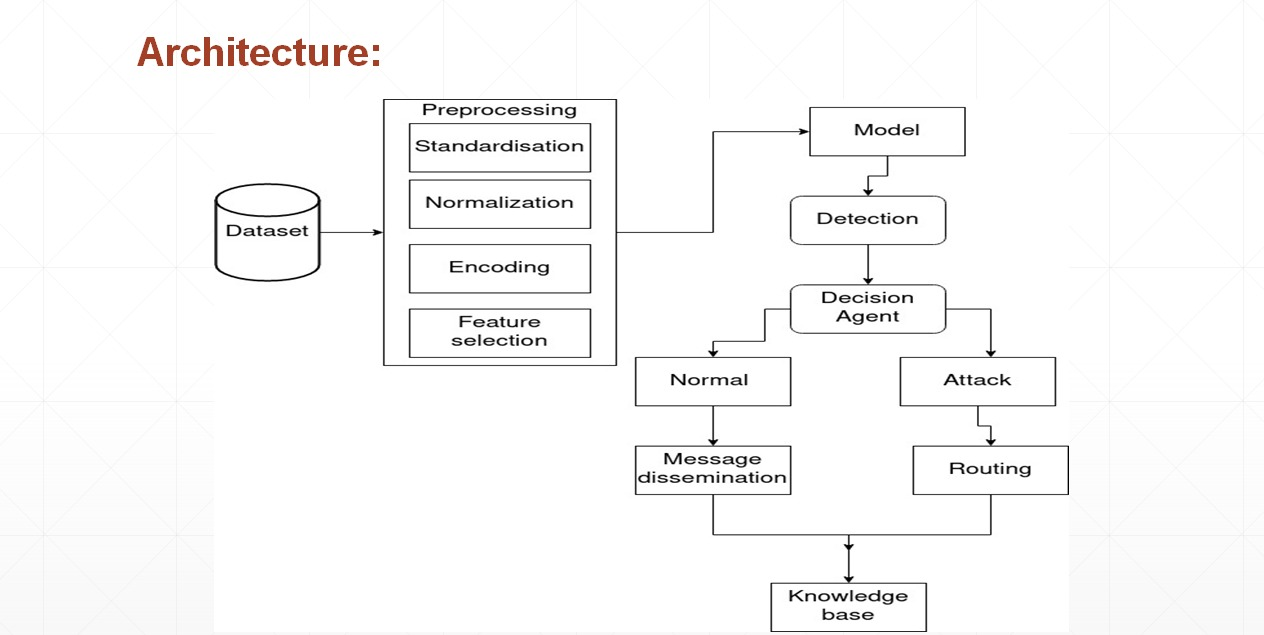 Architecture:
Preprocessing
Standardisation
Normalization
Encoding
Feature
selection
Dataset
Model
Detection
Decision
Agent
Normal
Attack
Message
dissemination
Routing
Knowledge
base